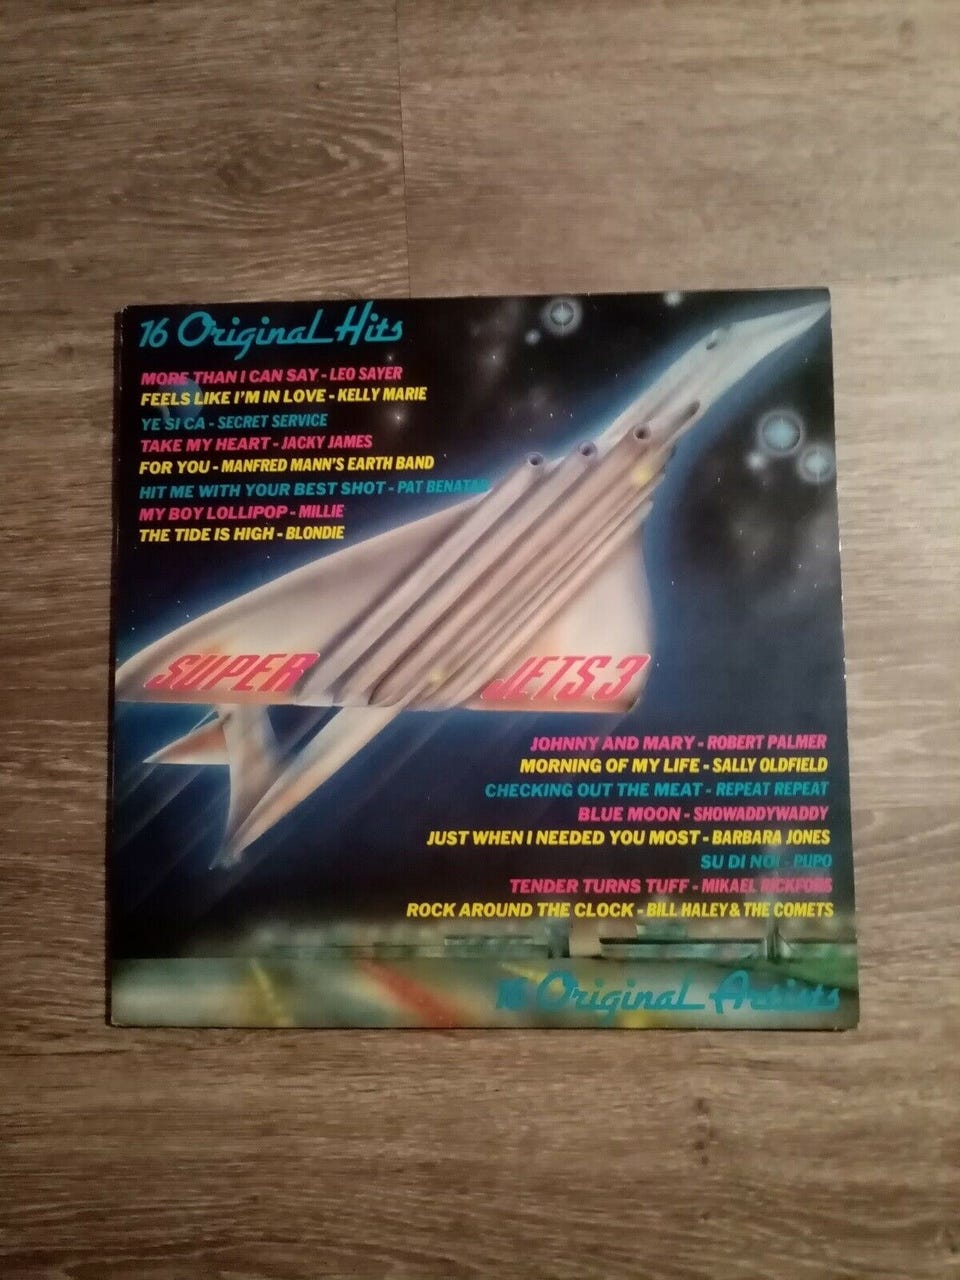 16 Original Hits
MORE THAN I CAN SAY - LEO SAYER
FEELS LIKE I'M IN LOVE - KELLY MARIE
YE SI CA - SECRET SERVICE
TAKE MY HEART - JACKY JAMES
FOR YOU - MANFRED MANN'S EARTH BAND
HIT ME WITH YOUR BEST SHOT - PAT BENATAR
MY BOY LOLLIPOP - MILLIE
THE TIDE IS HIGH - BLONDIE
SUPER JETS 3
JOHNNY AND MARY - ROBERT PALMER
MORNING OF MY LIFE - SALLY OLDFIELD
CHECKING OUT THE MEAT - REPEAT REPEAT
BLUE MOON - SHOWADDYWADDY
JUST WHEN I NEEDED YOU MOST - BARBARA JONES
SU DI NOI - PUPO
TENDER TURNS TUFF - MIKAEL RICKFORS
ROCK AROUND THE CLOCK - BILL HALEY & THE COMETS
16 Original Artists